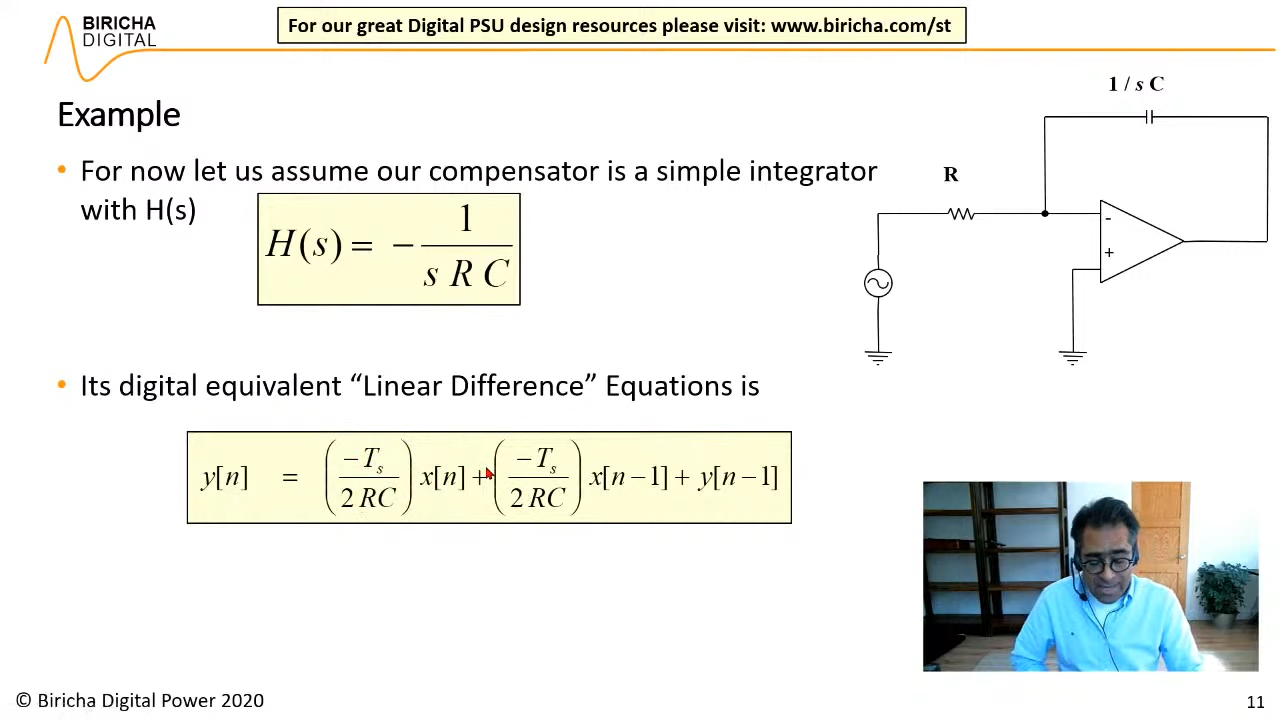 BIRICHA
DIGITAL
For our great Digital PSU design resources please visit: www.biricha.com/st
Example
• For now let us assume our compensator is a simple integrator
with H(s)
H(s) = − 1 / (s R C)
1 / s C
R
-
+
• Its digital equivalent “Linear Difference” Equations is
y[n] = (−Ts / 2 RC) x[n] + (−Ts / 2 RC) x[n − 1] + y[n − 1]
© Biricha Digital Power 2020
11